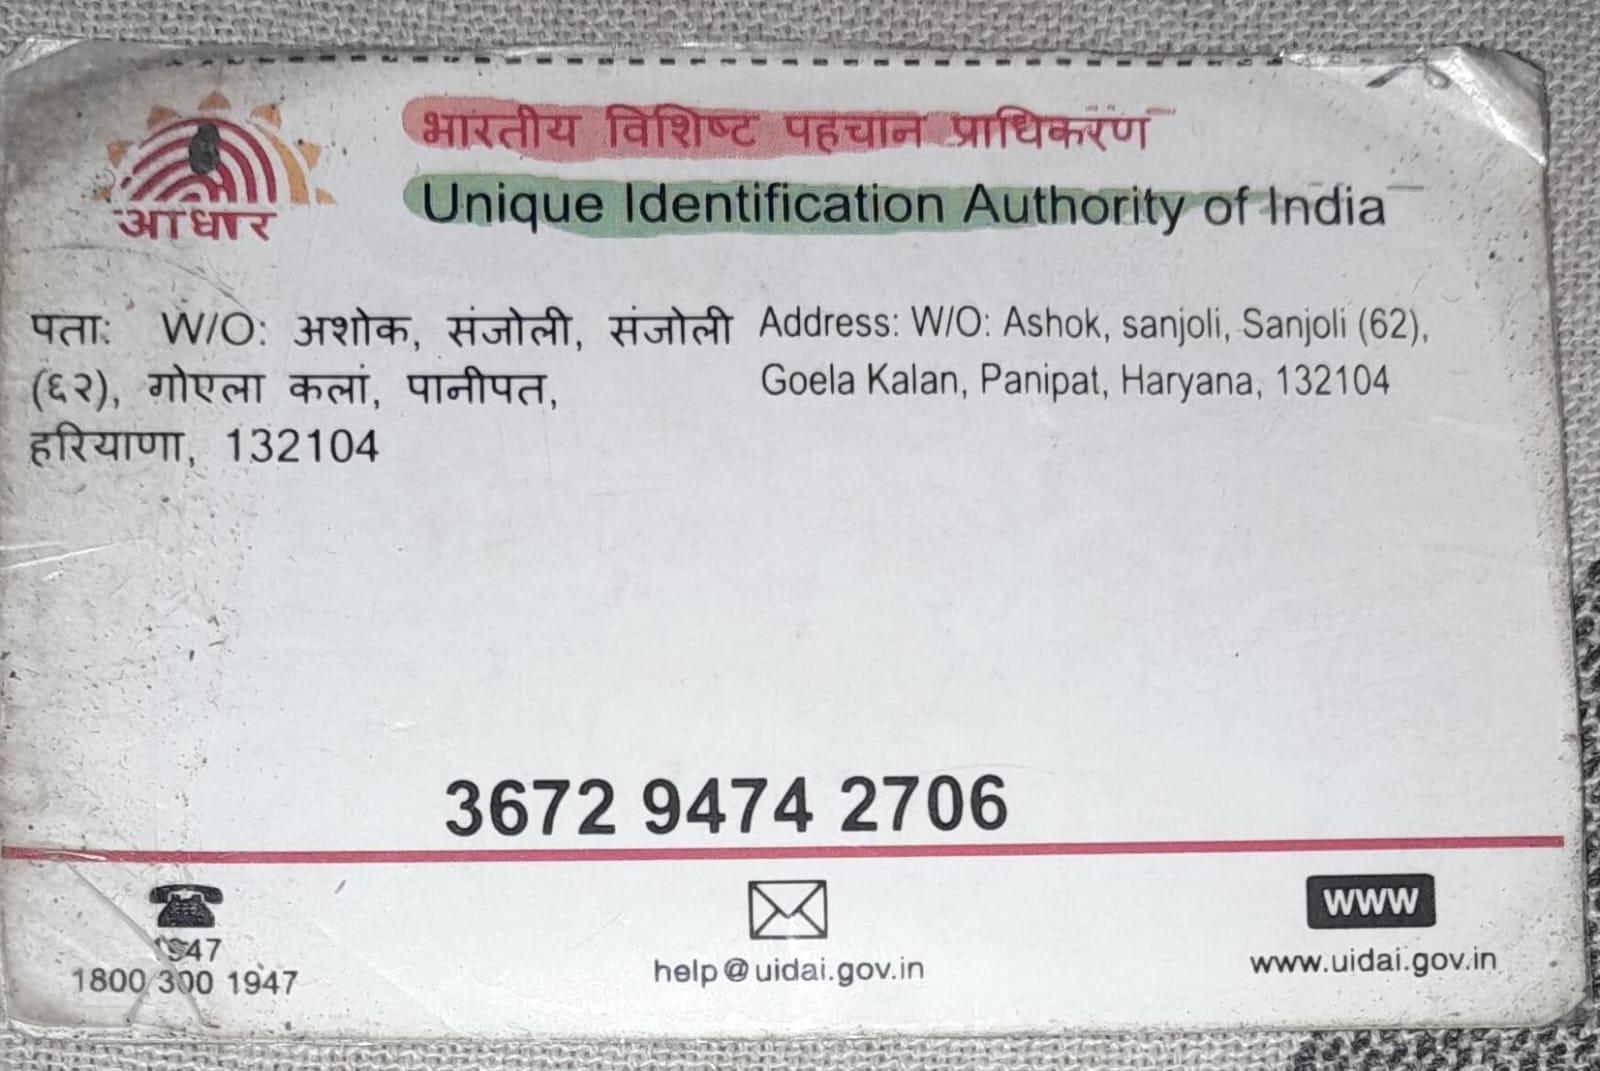 आधार
भारतीय विशिष्ट पहचान प्राधिकरण
Unique Identification Authority of India
पता: W/O: अशोक, संजोली, संजोली
(६२), गोएला कलां, पानीपत,
हरियाणा, 132104
Address: W/O: Ashok, sanjoli, Sanjoli (62),
Goela Kalan, Panipat, Haryana, 132104
3672 9474 2706
1947
1800 300 1947
help@uidai.gov.in
www
www.uidai.gov.in